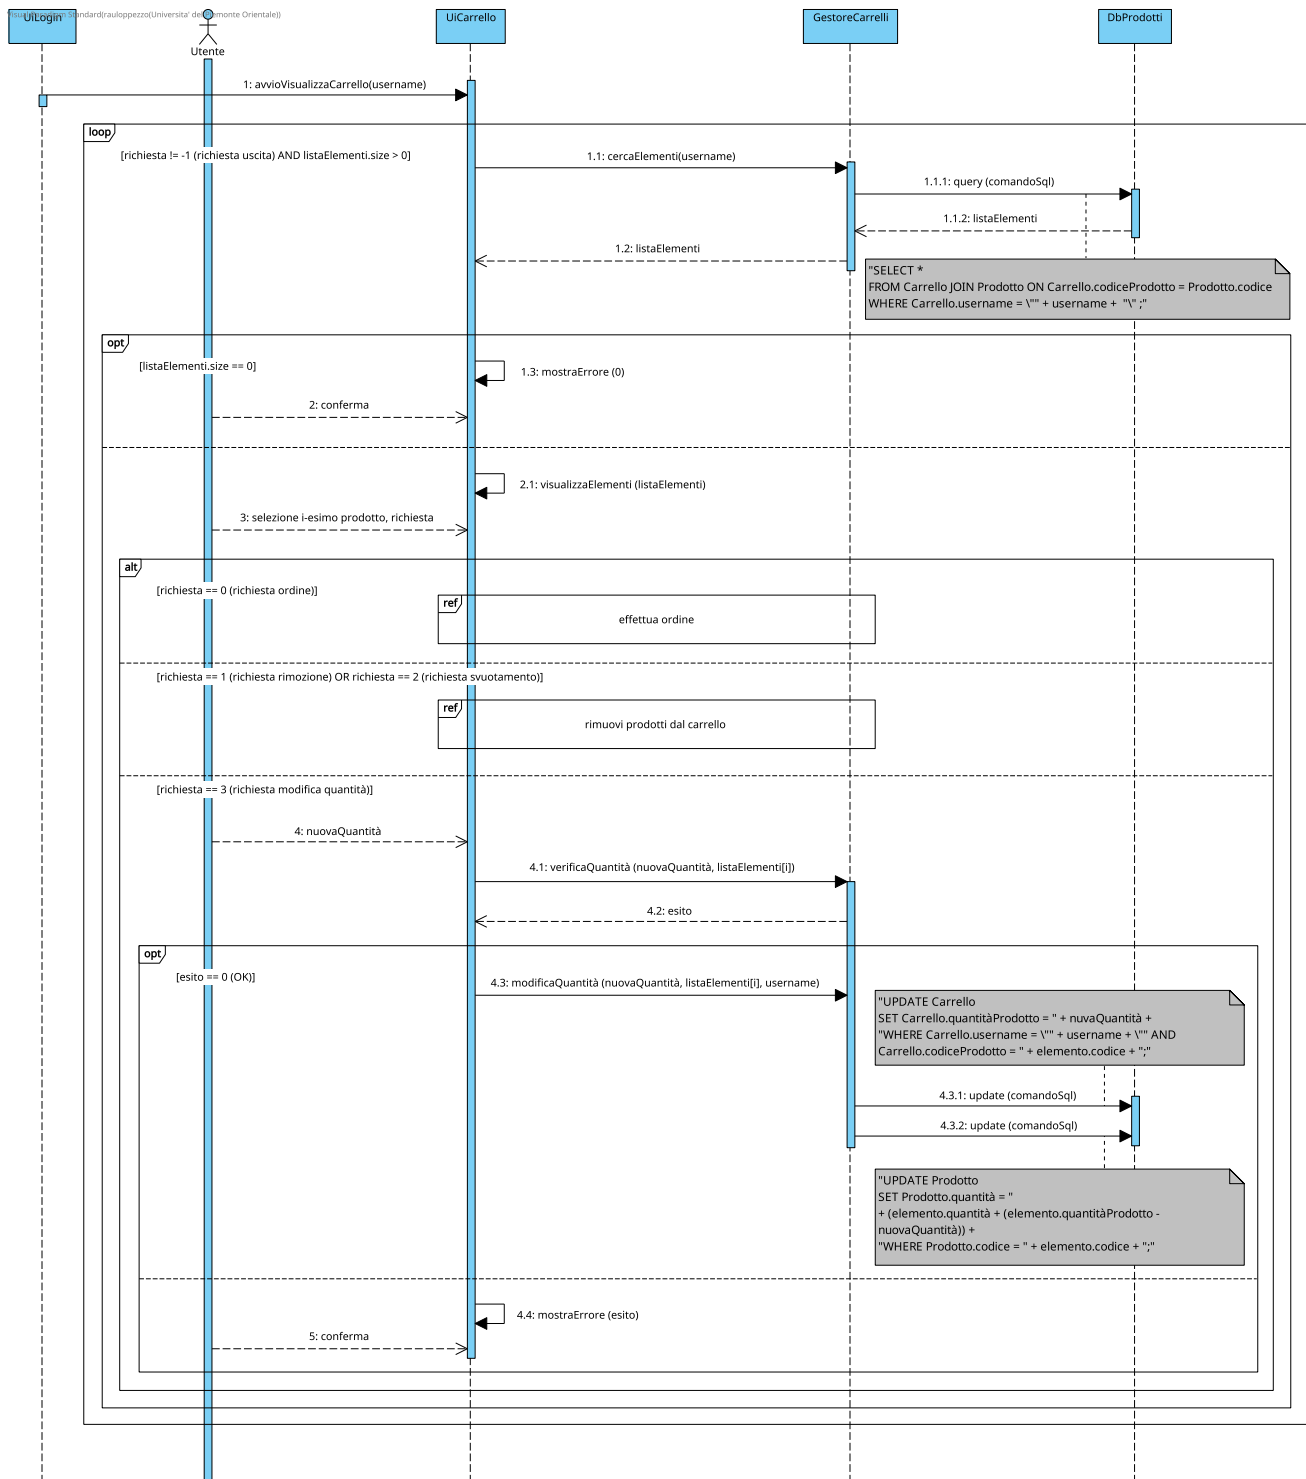 UiLogin
Visual Paradigm Standard(rauloppezzo(Universita' del Piemonte Orientale))
Utente
UiCarrello
GestoreCarrelli
DbProdotti
1: avvioVisualizzaCarrello(username)
loop
[richiesta != -1 (richiesta uscita) AND listaElementi.size > 0]
1.1: cercaElementi(username)
1.1.1: query (comandoSql)
1.1.2: listaElementi
1.2: listaElementi
"SELECT *
FROM Carrello JOIN Prodotto ON Carrello.codiceProdotto = Prodotto.codice
WHERE Carrello.username = \"" + username +  "\" ;"
opt
[listaElementi.size == 0]
1.3: mostraErrore (0)
2: conferma
2.1: visualizzaElementi (listaElementi)
3: selezione i-esimo prodotto, richiesta
alt
[richiesta == 0 (richiesta ordine)]
ref
effettua ordine
[richiesta == 1 (richiesta rimozione) OR richiesta == 2 (richiesta svuotamento)]
ref
rimuovi prodotti dal carrello
[richiesta == 3 (richiesta modifica quantità)]
4: nuovaQuantità
4.1: verificaQuantità (nuovaQuantità, listaElementi[i])
4.2: esito
opt
[esito == 0 (OK)]
4.3: modificaQuantità (nuovaQuantità, listaElementi[i], username)
"UPDATE Carrello
SET Carrello.quantitàProdotto = " + nuvaQuantità +
"WHERE Carrello.username = \"" + username + \"" AND
Carrello.codiceProdotto = " + elemento.codice + ";"
4.3.1: update (comandoSql)
4.3.2: update (comandoSql)
"UPDATE Prodotto
SET Prodotto.quantità = "
+ (elemento.quantità + (elemento.quantitàProdotto -
nuovaQuantità)) +
"WHERE Prodotto.codice = " + elemento.codice + ";"
4.4: mostraErrore (esito)
5: conferma